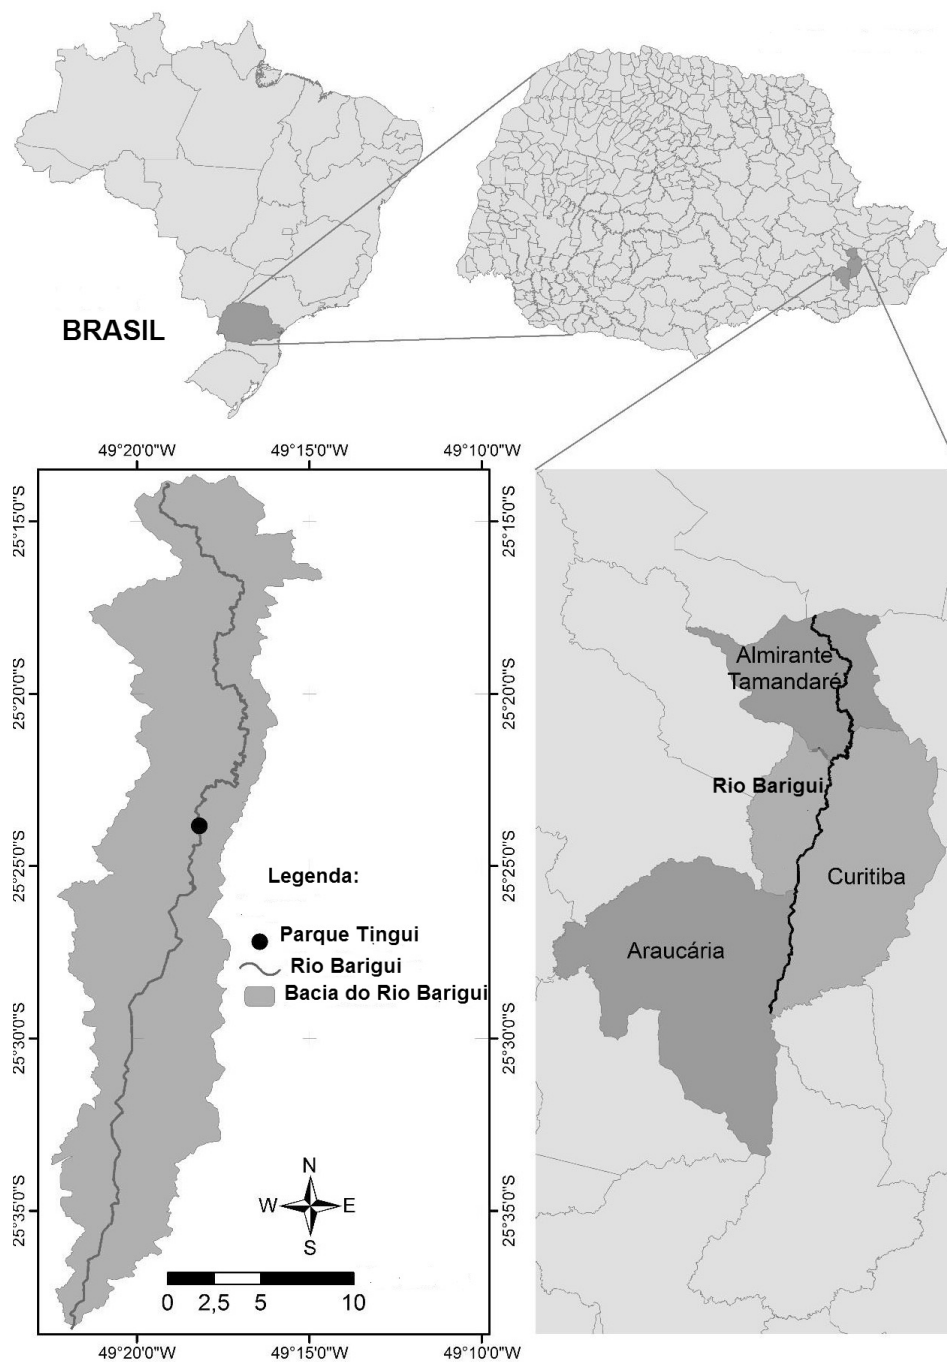 BRASIL
49°20'0"W
49°15'0"W
49°10'0"W
25°15'0"S
25°20'0"S
25°25'0"S
25°30'0"S
25°35'0"S
25°15'0"S
25°20'0"S
25°25'0"S
25°30'0"S
25°35'0"S
Legenda:
Parque Tingui
Rio Barigui
Bacia do Rio Barigui
N
W
E
S
0
2,5
5
10
49°20'0"W
49°15'0"W
49°10'0"W
Almirante
Tamandaré
Rio Barigui
Curitiba
Araucária